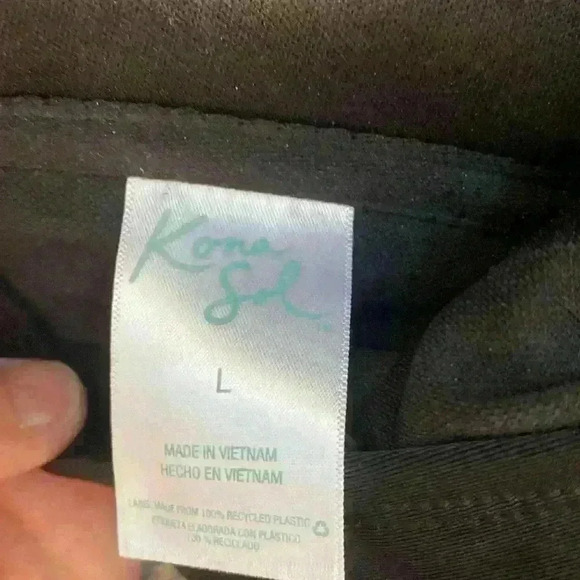 Kona
Sol
L
MADE IN VIETNAM
HECHO EN VIETNAM
LABEL MADE FROM 100% RECYCLED PLASTIC
ETIQUETA ELABORADA CON PLÁSTICO
RECICLADO